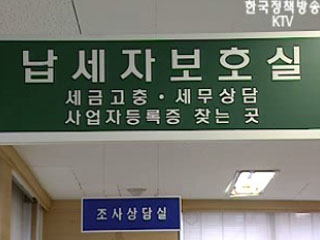 한국정책방송
KTV
납세자보호실
세금고충 · 세무상담
사업자등록증 찾는 곳
조사상담실